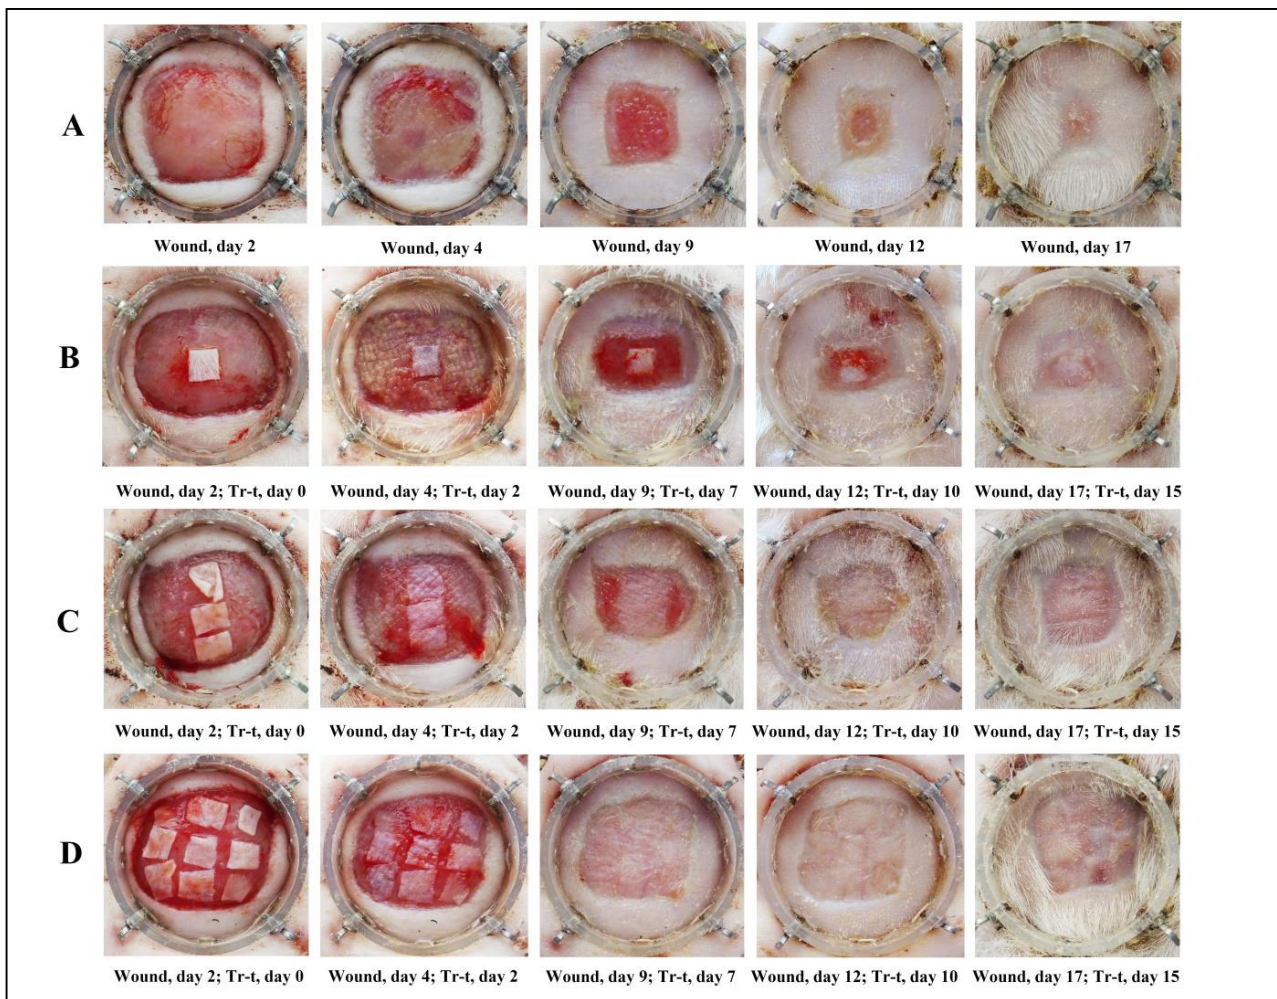 A
Wound, day 2 Wound, day 4 Wound, day 9 Wound, day 12 Wound, day 17
B
Wound, day 2; Tr-t, day 0 Wound, day 4; Tr-t, day 2 Wound, day 9; Tr-t, day 7 Wound, day 12; Tr-t, day 10 Wound, day 17; Tr-t, day 15
C
Wound, day 2; Tr-t, day 0 Wound, day 4; Tr-t, day 2 Wound, day 9; Tr-t, day 7 Wound, day 12; Tr-t, day 10 Wound, day 17; Tr-t, day 15
D
Wound, day 2; Tr-t, day 0 Wound, day 4; Tr-t, day 2 Wound, day 9; Tr-t, day 7 Wound, day 12; Tr-t, day 10 Wound, day 17; Tr-t, day 15